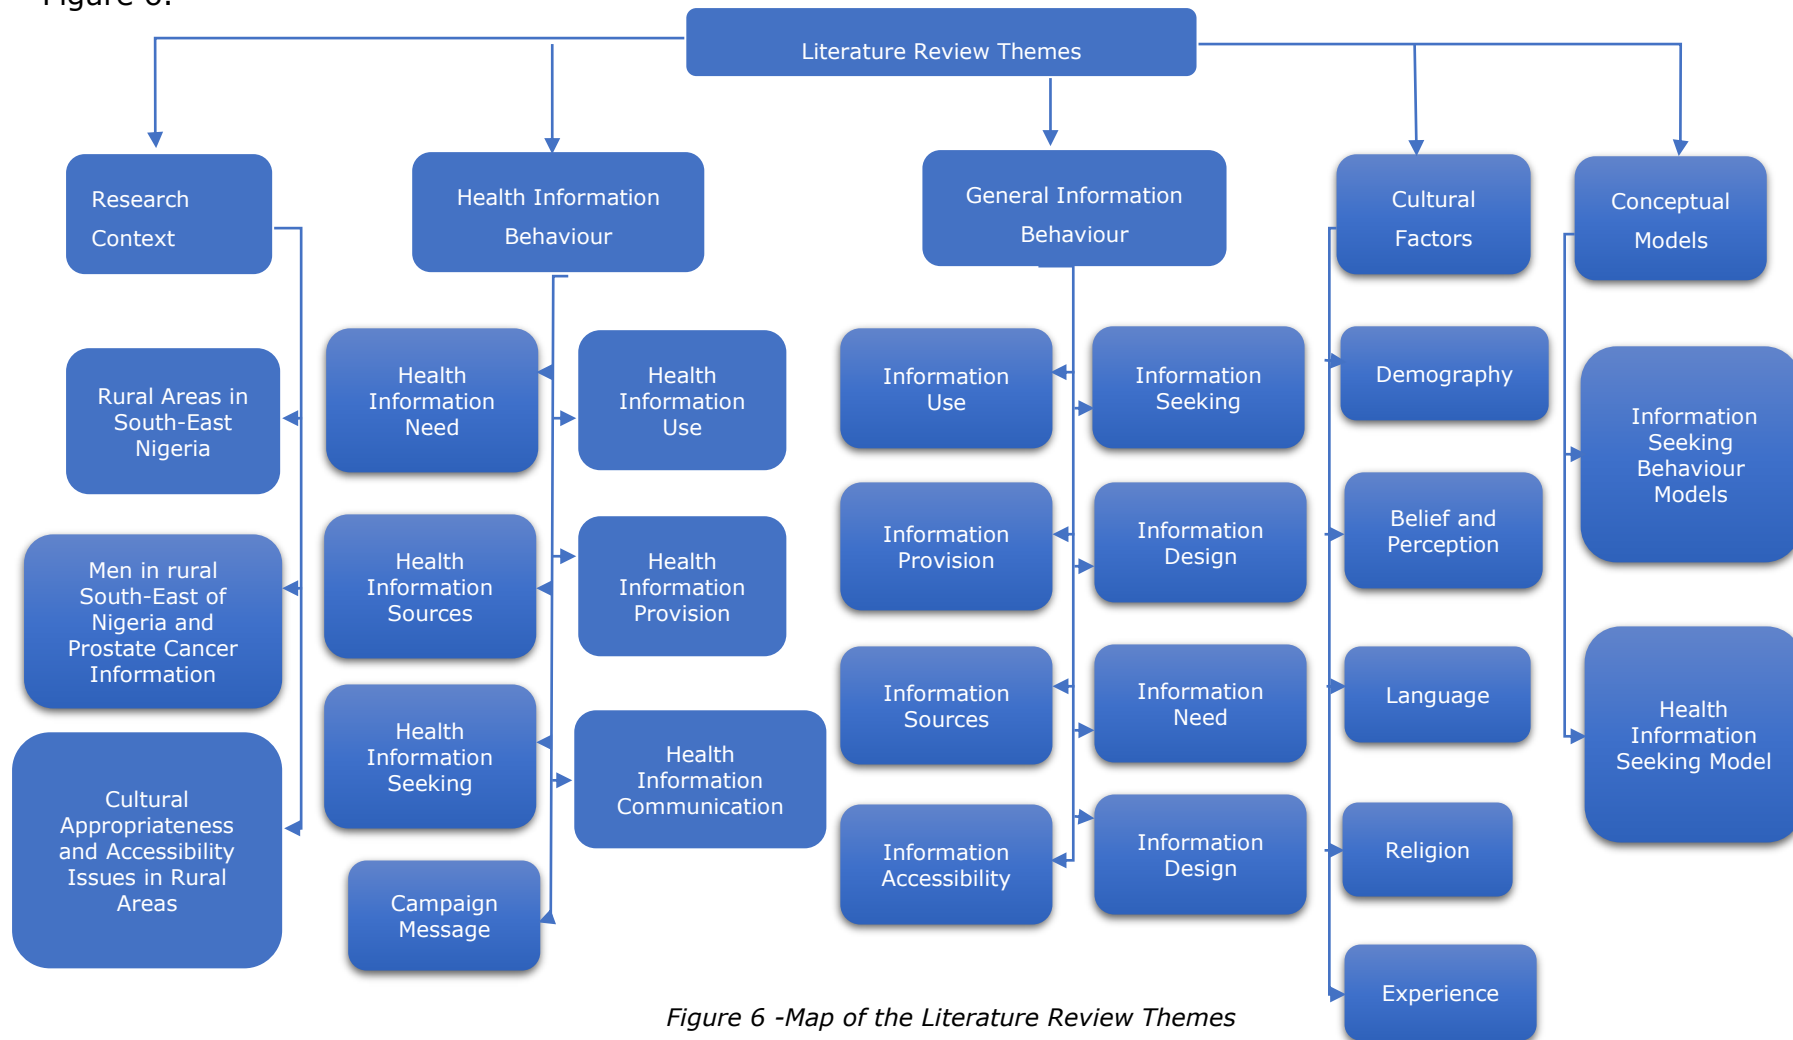 Figure 6.
Literature Review Themes
Research
Context
Health Information
Behaviour
General Information
Behaviour
Cultural
Factors
Conceptual
Models
Rural Areas in
South-East
Nigeria
Men in rural
South-East of
Nigeria and
Prostate Cancer
Information
Cultural
Appropriateness
and Accessibility
Issues in Rural
Areas
Health
Information
Need
Health
Information
Use
Health
Information
Sources
Health
Information
Provision
Health
Information
Seeking
Health
Information
Communication
Campaign
Message
Information
Use
Information
Seeking
Information
Provision
Information
Design
Information
Sources
Information
Need
Information
Accessibility
Information
Design
Demography
Belief and
Perception
Language
Religion
Experience
Information
Seeking
Behaviour
Models
Health
Information
Seeking Model
Figure 6 -Map of the Literature Review Themes